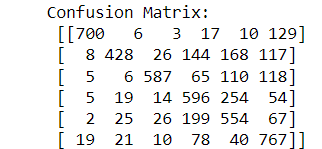 Confusion Matrix:
[[700 6 3 17 10 129]
[ 8 428 26 144 168 117]
[ 5 6 587 65 110 118]
[ 5 19 14 596 254 54]
[ 2 25 26 199 554 67]
[ 19 21 10 78 40 767]]